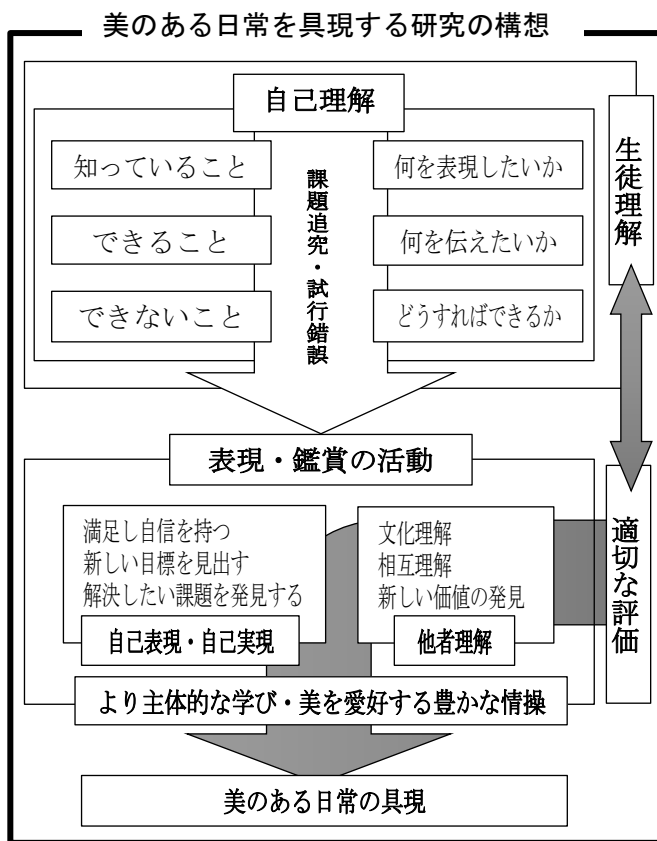 美のある日常を具現する研究の構想
自己理解
知っていること
できること
できないこと
課題追究・試行錯誤
何を表現したいか
何を伝えたいか
どうすればできるか
生徒理解
表現・鑑賞の活動
満足し自信を持つ
新しい目標を見出す
解決したい課題を発見する
自己表現・自己実現
文化理解
相互理解
新しい価値の発見
他者理解
適切な評価
より主体的な学び・美を愛好する豊かな情操
美のある日常の具現